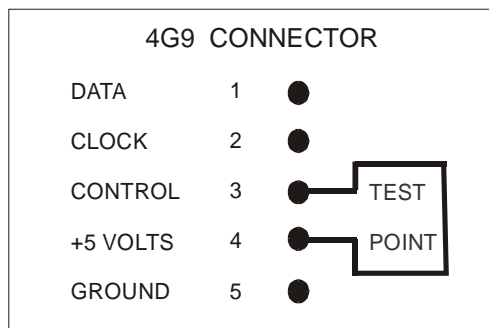 4G9 CONNECTOR
DATA 1
CLOCK 2
CONTROL 3 TEST
+5 VOLTS 4 POINT
GROUND 5